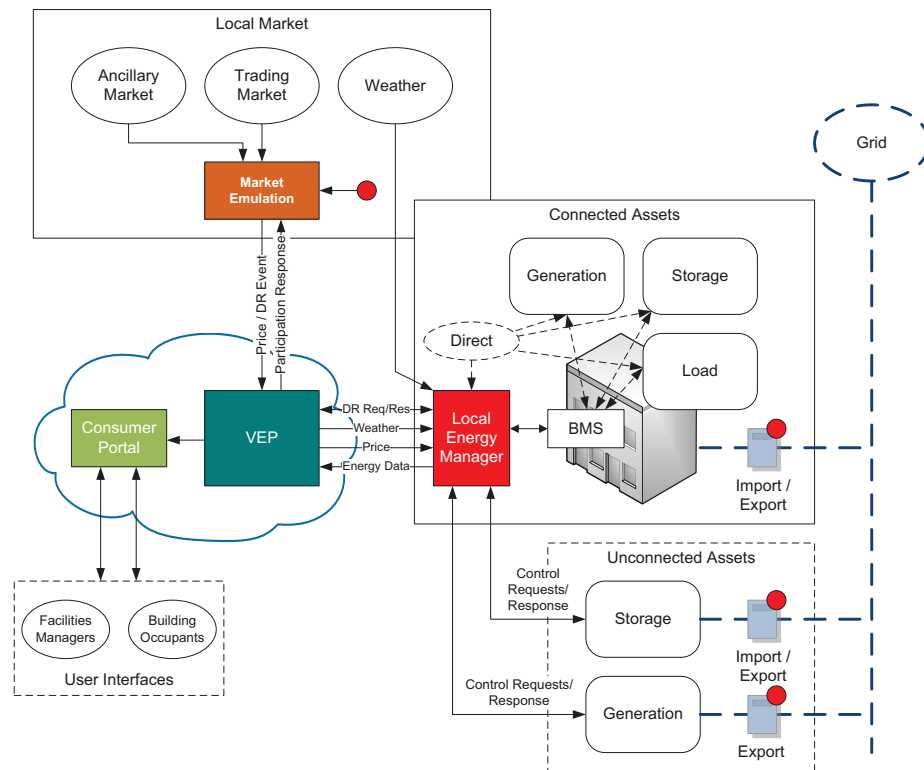 Local Market
Ancillary
Market
Trading
Market
Weather
Grid
Market
Emulation
Connected Assets
Price / DR Event
Participation Response
Generation
Storage
Direct
Load
Consumer
Portal
VEP
DR Req/Res
Weather
Price
Energy Data
Local
Energy
Manager
BMS
Import /
Export
Unconnected Assets
Control
Requests/
Response
Storage
Import /
Export
Facilities
Managers
Building
Occupants
User Interfaces
Control Requests/
Response
Generation
Export